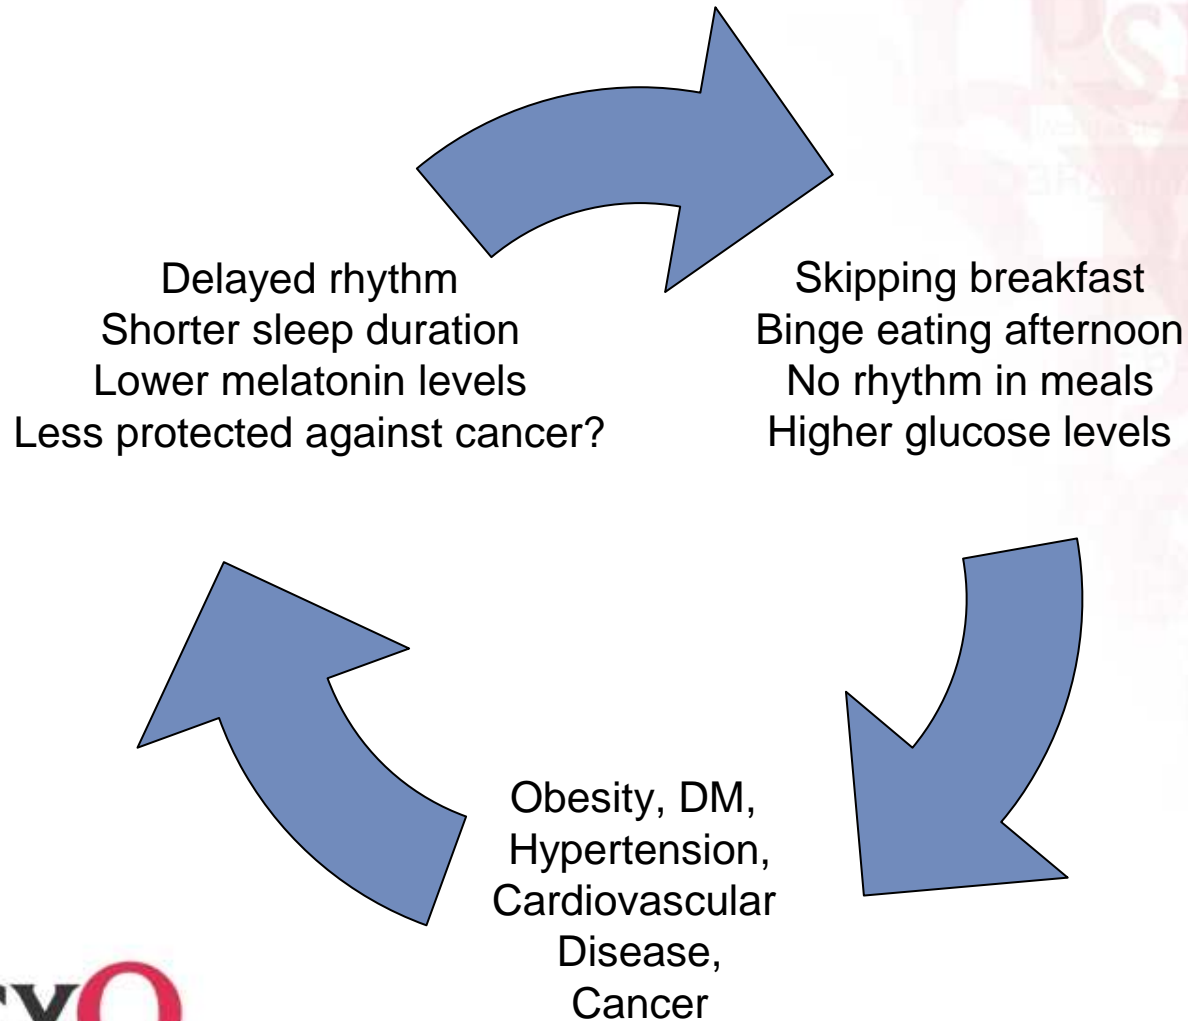 Delayed rhythm
Shorter sleep duration
Lower melatonin levels
Less protected against cancer?
Skipping breakfast
Binge eating afternoon
No rhythm in meals
Higher glucose levels
Obesity, DM,
Hypertension,
Cardiovascular
Disease,
Cancer